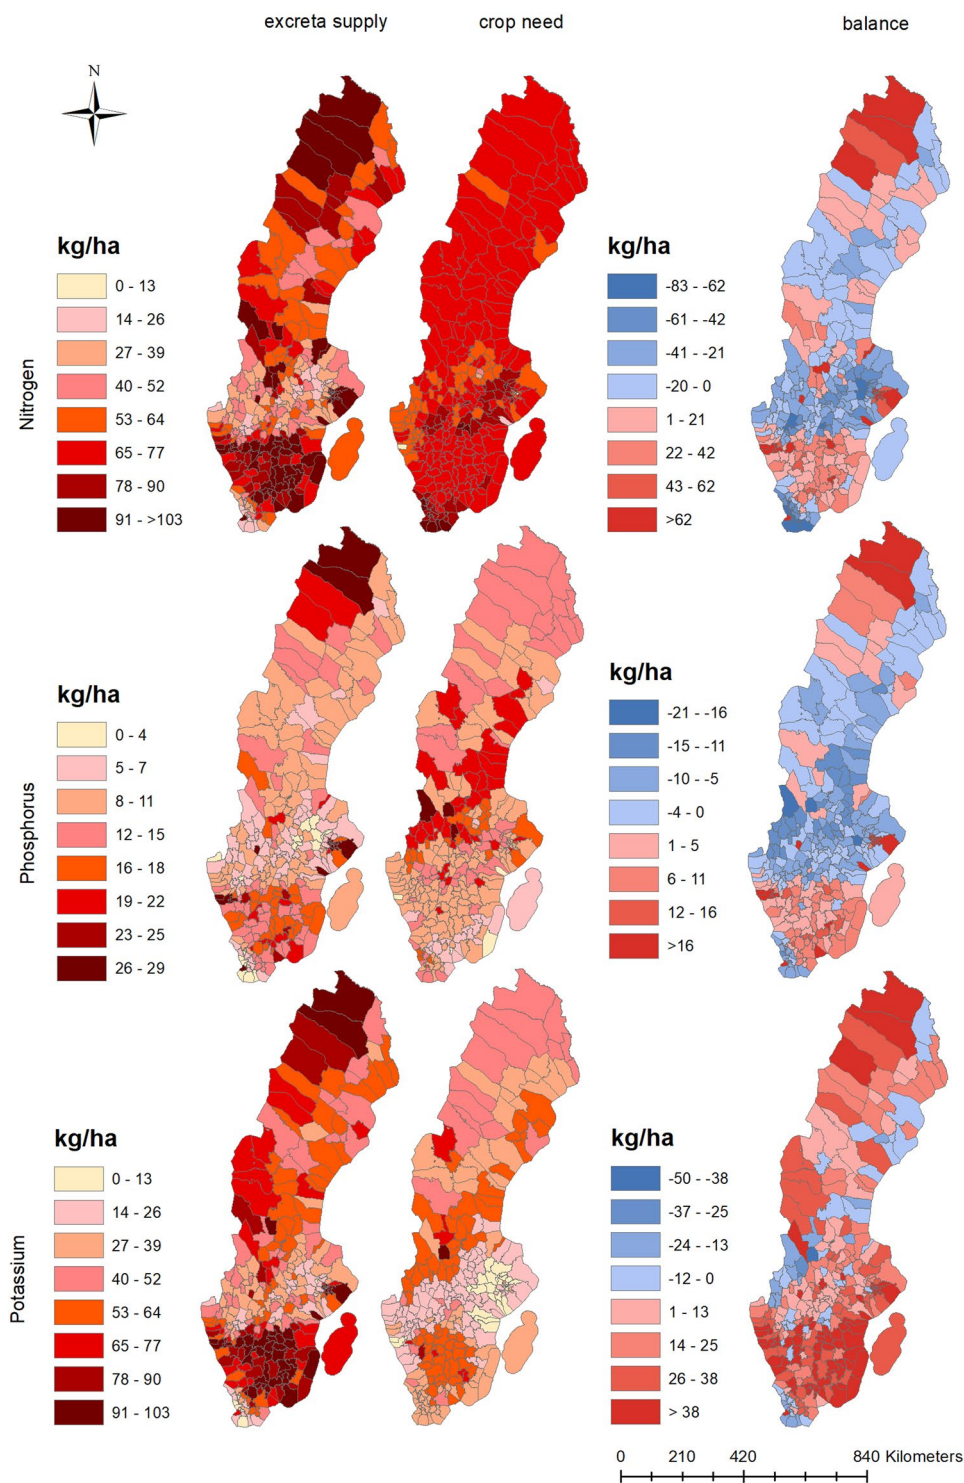 excreta supply crop need balance
N
Nitrogen
kg/ha
0 - 13
14 - 26
27 - 39
40 - 52
53 - 64
65 - 77
78 - 90
91 - >103
kg/ha
-83 - -62
-61 - -42
-41 - -21
-20 - 0
1 - 21
22 - 42
43 - 62
>62
Phosphorus
kg/ha
0 - 4
5 - 7
8 - 11
12 - 15
16 - 18
19 - 22
23 - 25
26 - 29
kg/ha
-21 - -16
-15 - -11
-10 - -5
-4 - 0
1 - 5
6 - 11
12 - 16
>16
Potassium
kg/ha
0 - 13
14 - 26
27 - 39
40 - 52
53 - 64
65 - 77
78 - 90
91 - 103
kg/ha
-50 - -38
-37 - -25
-24 - -13
-12 - 0
1 - 13
14 - 25
26 - 38
> 38
0 210 420 840 Kilometers